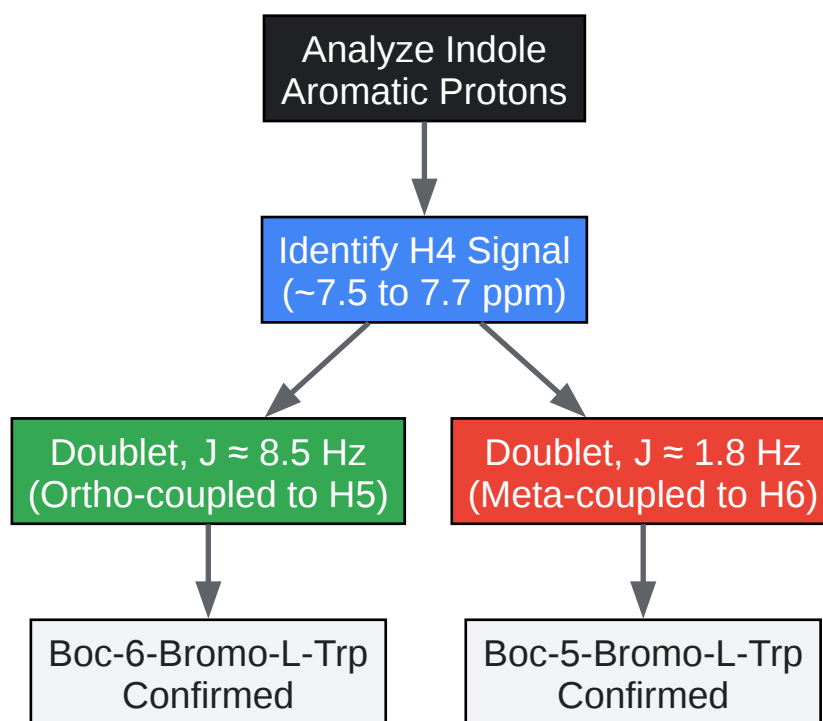 Analyze Indole
Aromatic Protons
Identify H4 Signal
(~7.5 to 7.7 ppm)
Doublet, J ≈ 8.5 Hz
(Ortho-coupled to H5)
Doublet, J ≈ 1.8 Hz
(Meta-coupled to H6)
Boc-6-Bromo-L-Trp
Confirmed
Boc-5-Bromo-L-Trp
Confirmed